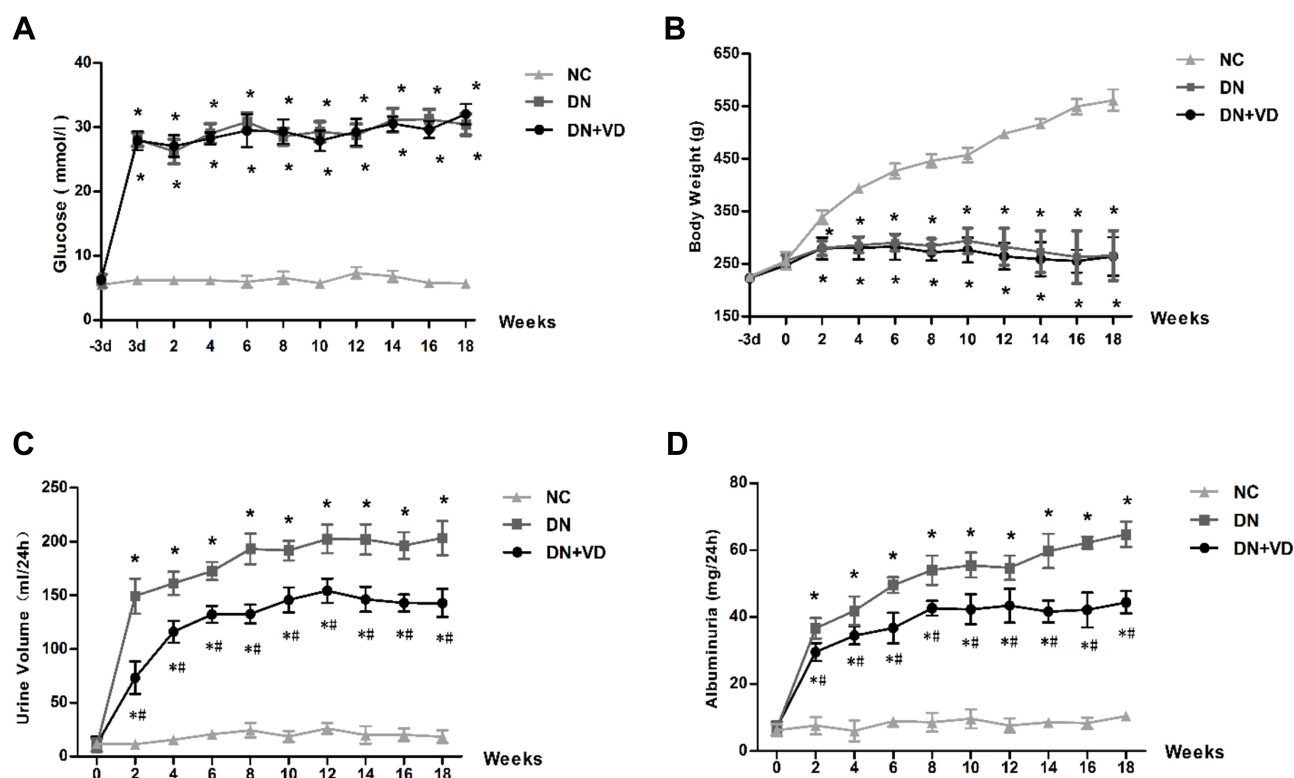 A
Glucose ( mmol/l )
40
30
20
10
0
* * * * * * * * * *
* * * * * * * * * *
-3d 3d 2 4 6 8 10 12 14 16 18
Weeks
NC
DN
DN+VD
B
Body Weight (g)
650
550
450
350
250
150
* * * * * * * * *
* * * * * * * * *
-3d 0 2 4 6 8 10 12 14 16 18
Weeks
NC
DN
DN+VD
C
Urine Volume (ml/24h)
250
200
150
100
50
0
* * * * * * * * *
*# *# *# *# *# *# *# *# *#
0 2 4 6 8 10 12 14 16 18
Weeks
NC
DN
DN+VD
D
Albuminuria (mg/24h)
80
60
40
20
0
* * * * * * * * *
*# *# *# *# *# *# *# *# *#
0 2 4 6 8 10 12 14 16 18
Weeks
NC
DN
DN+VD